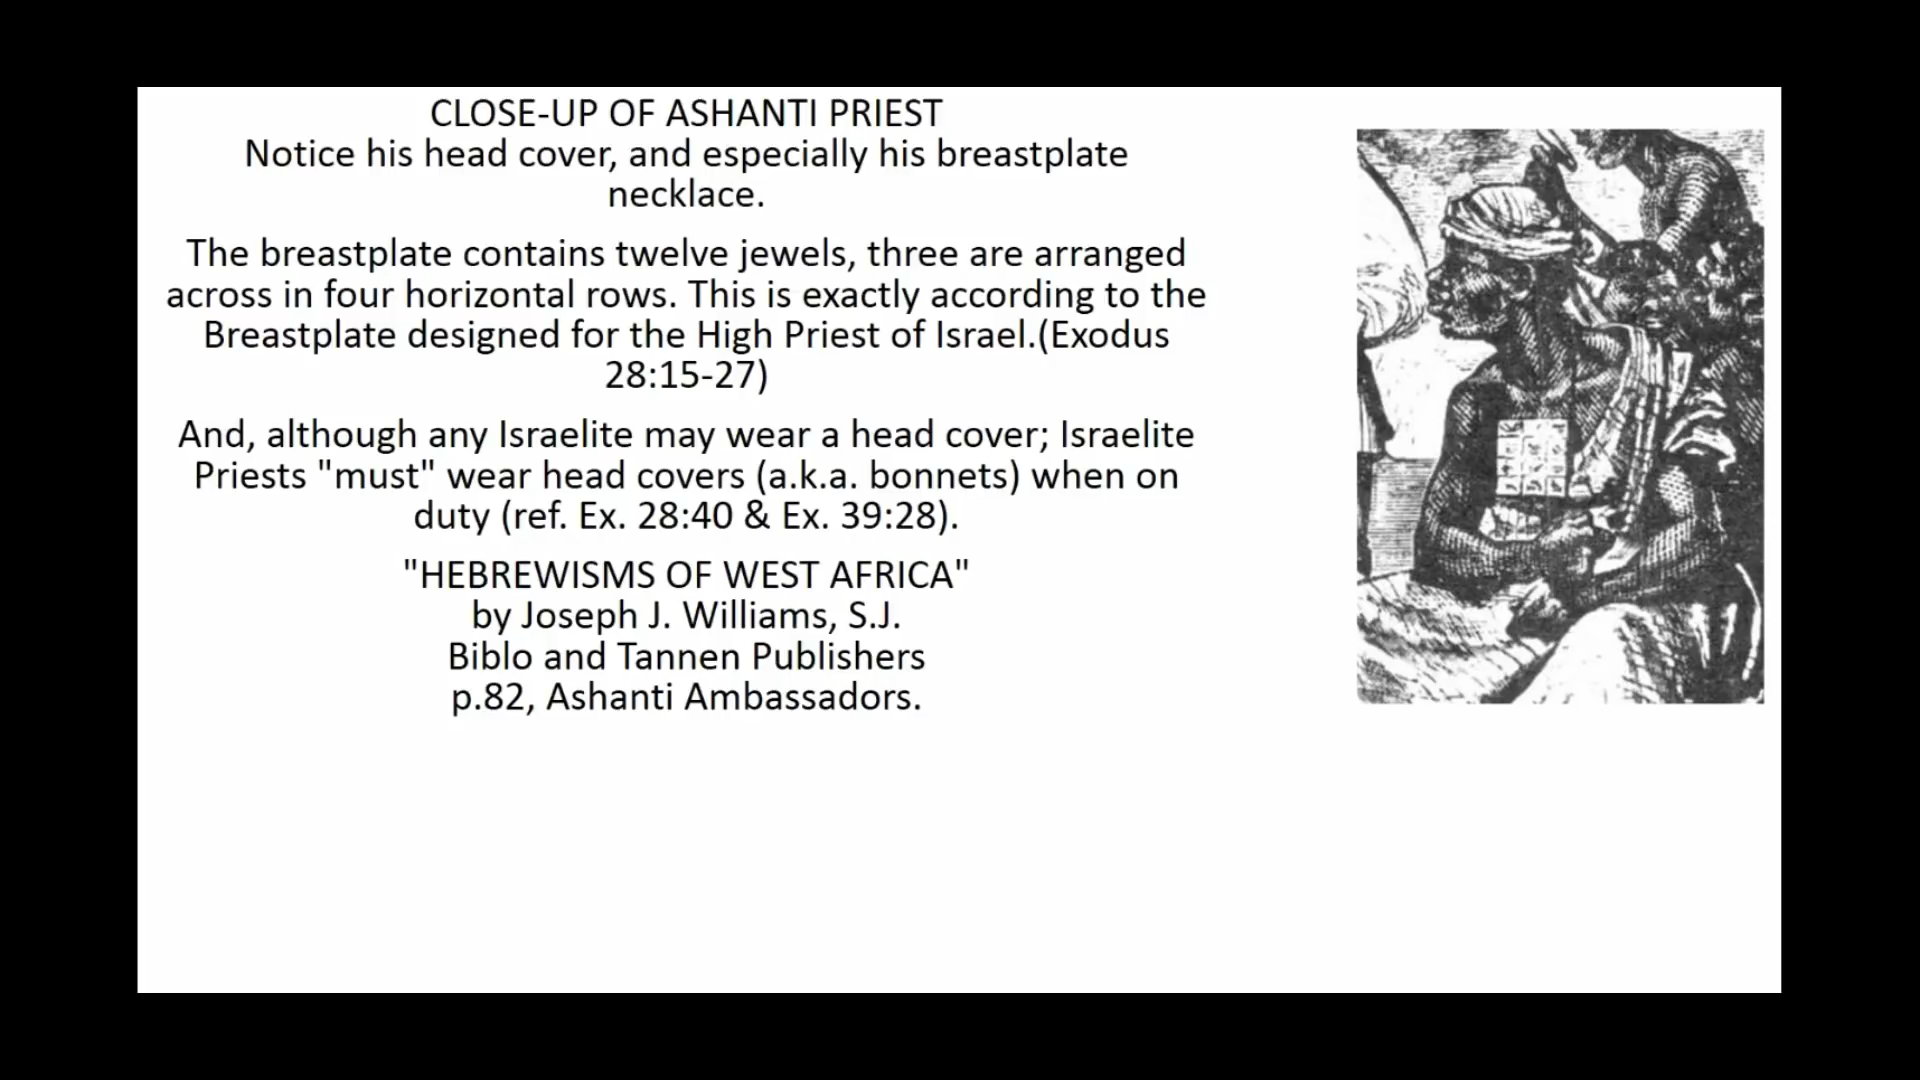 CLOSE-UP OF ASHANTI PRIEST
Notice his head cover, and especially his breastplate
necklace.
The breastplate contains twelve jewels, three are arranged
across in four horizontal rows. This is exactly according to the
Breastplate designed for the High Priest of Israel.(Exodus
28:15-27)
And, although any Israelite may wear a head cover; Israelite
Priests "must" wear head covers (a.k.a. bonnets) when on
duty (ref. Ex. 28:40 & Ex. 39:28).
"HEBREWISMS OF WEST AFRICA"
by Joseph J. Williams, S.J.
Biblo and Tannen Publishers
p.82, Ashanti Ambassadors.